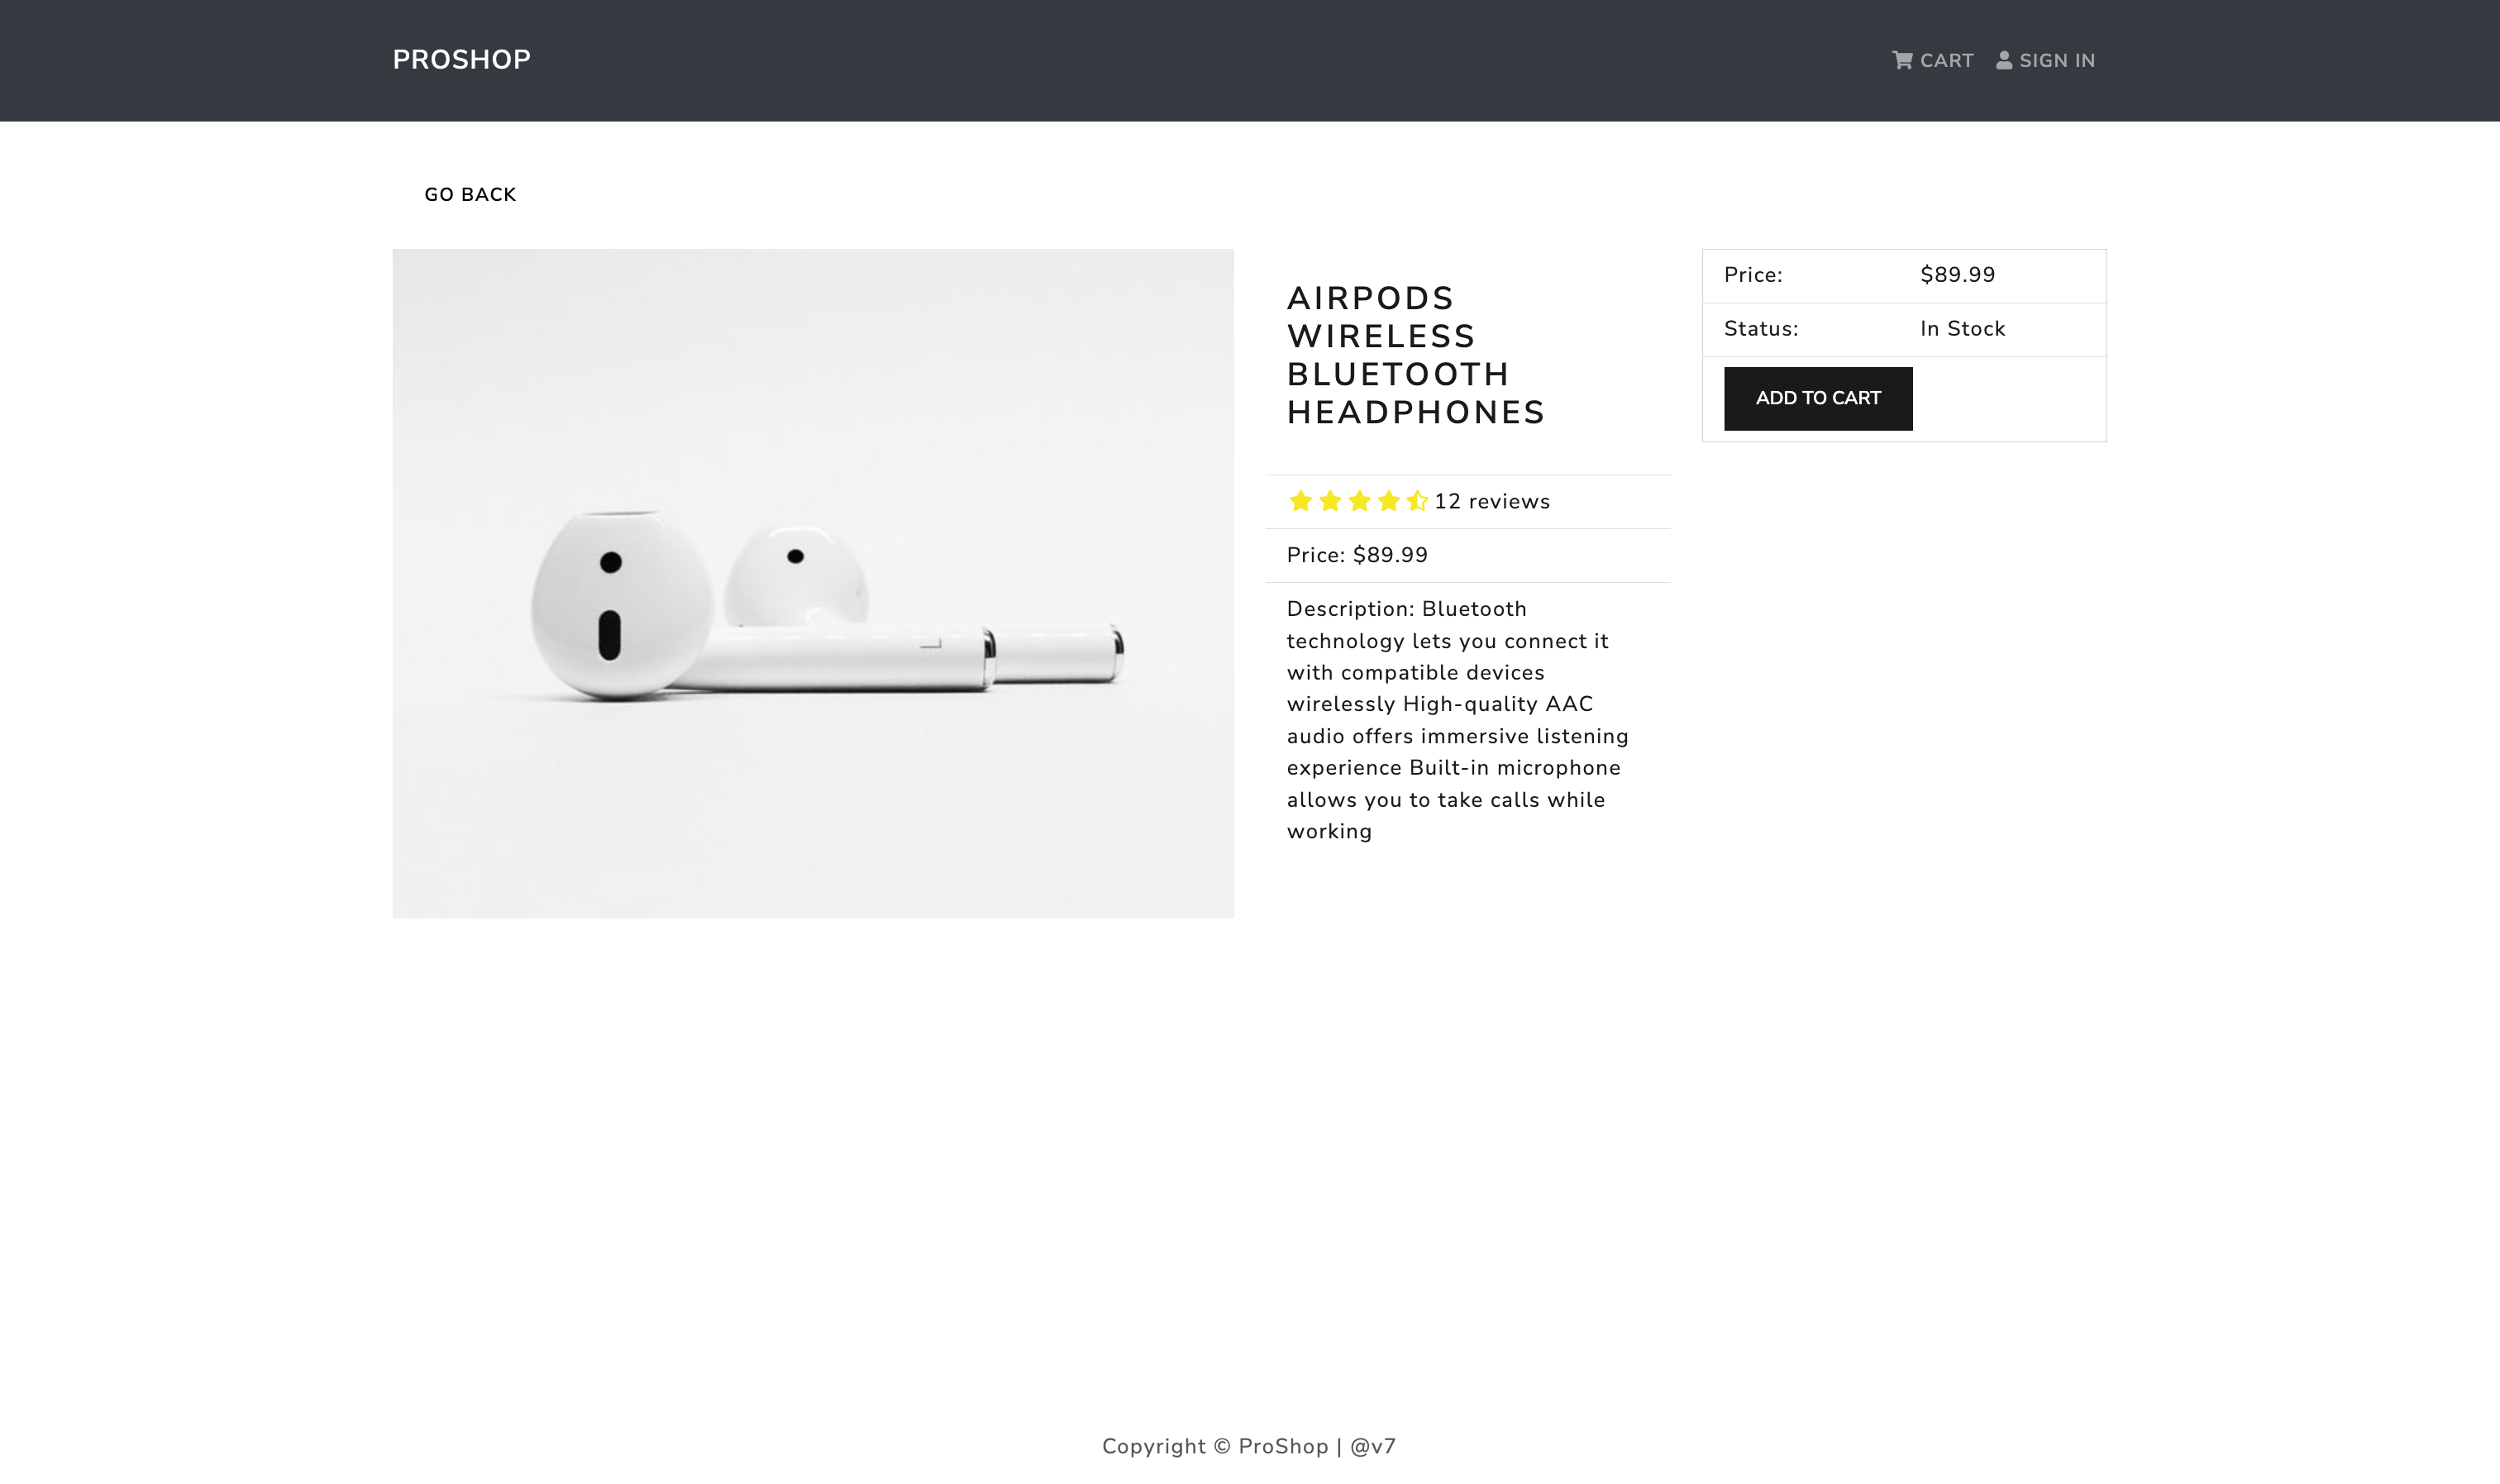 PROSHOP
CART
SIGN IN
GO BACK
AIRPODS
WIRELESS
BLUETOOTH
HEADPHONES
12 reviews
Price: $89.99
Description: Bluetooth
technology lets you connect it
with compatible devices
wirelessly High-quality AAC
audio offers immersive listening
experience Built-in microphone
allows you to take calls while
working
Price: $89.99
Status: In Stock
ADD TO CART
Copyright © ProShop | @v7